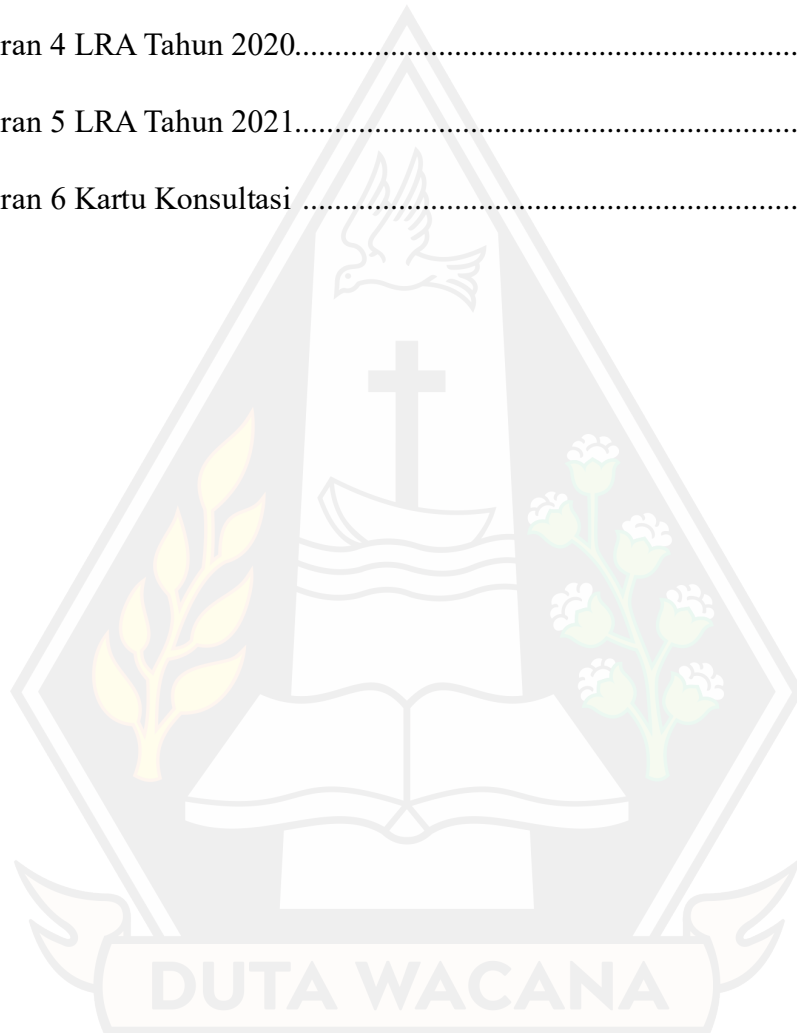 ran 4 LRA Tahun 2020................................................................
ran 5 LRA Tahun 2021................................................................
ran 6 Kartu Konsultasi ...............................................................
DUTA WACANA